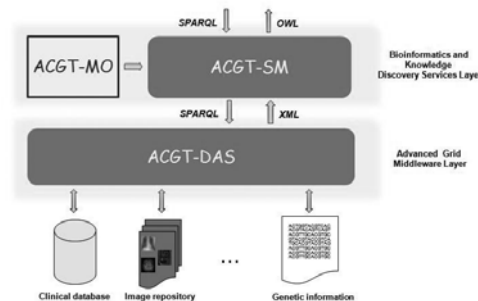 SPARQL OWL
ACGT-MO
ACGT-SM
Bioinformatics and
Knowledge
Discovery Services Layer
SPARQL XML
ACGT-DAS
Advanced Grid
Middleware Layer
...
Clinical database
Image repository
Genetic information